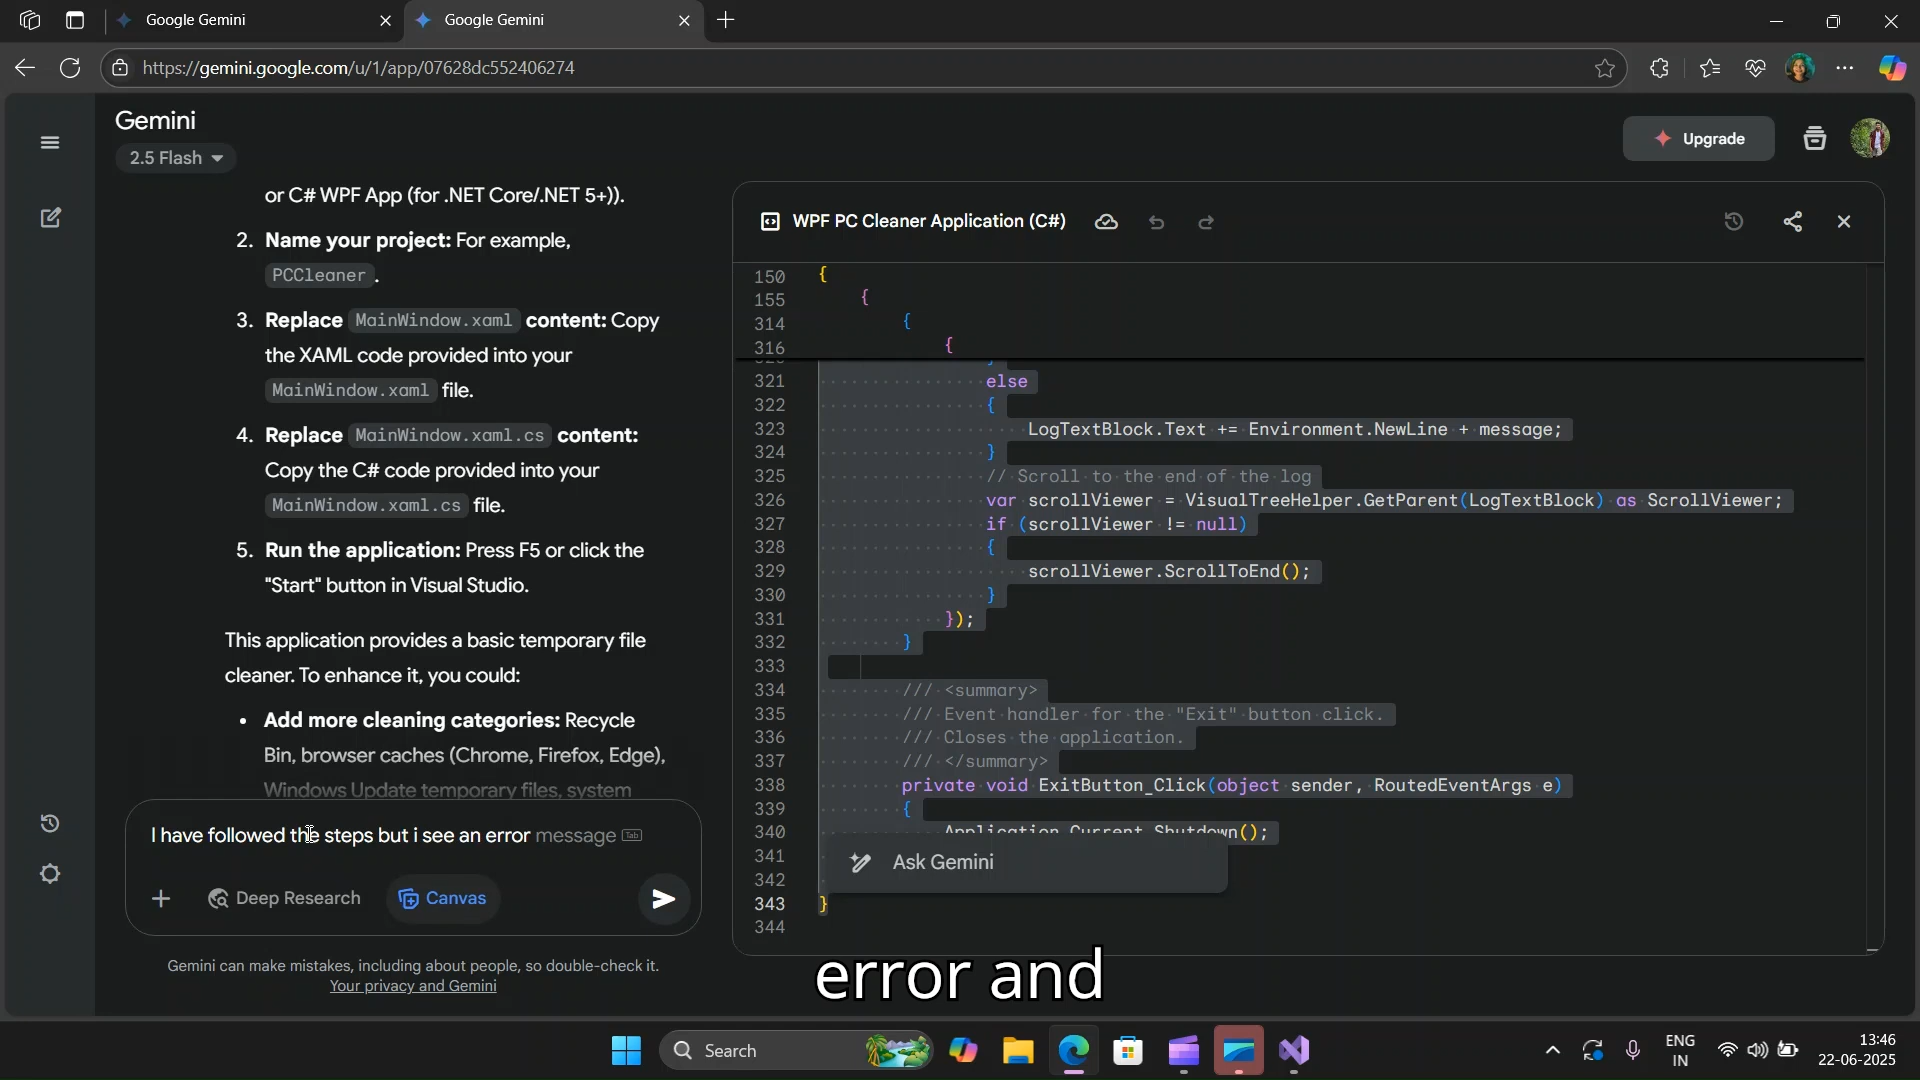 Google Gemini
Google Gemini
https://gemini.google.com/u/1/app/07628dc552406274
Gemini
2.5 Flash
Upgrade
or C# WPF App (for .NET Core/.NET 5+)).
2. Name your project: For example,
PCCleaner .
3. Replace MainWindow.xaml content: Copy
the XAML code provided into your
MainWindow.xaml file.
4. Replace MainWindow.xaml.cs content:
Copy the C# code provided into your
MainWindow.xaml.cs file.
5. Run the application: Press F5 or click the
"Start" button in Visual Studio.
This application provides a basic temporary file
cleaner. To enhance it, you could:
• Add more cleaning categories: Recycle
Bin, browser caches (Chrome, Firefox, Edge),
Windows Update temporary files, system
I have followed the steps but i see an error message Tab
Deep Research
Canvas
Gemini can make mistakes, including about people, so double-check it.
Your privacy and Gemini
WPF PC Cleaner Application (C#)
150 {
155 {
314 {
316 {
321 else
322 {
323 LogTextBlock.Text += Environment.NewLine + message;
324 }
325 // Scroll to the end of the log
326 var scrollViewer = VisualTreeHelper.GetParent(LogTextBlock) as ScrollViewer;
327 if (scrollViewer != null)
328 {
329 scrollViewer.ScrollToEnd();
330 }
331 });
332 }
333
334 /// <summary>
335 /// Event handler for the "Exit" button click.
336 /// Closes the application.
337 /// </summary>
338 private void ExitButton_Click(object sender, RoutedEventArgs e)
339 {
340 Application.Current.Shutdown();
341
342
343 }
344
Ask Gemini
error and
Search
ENG
IN
13:46
22-06-2025